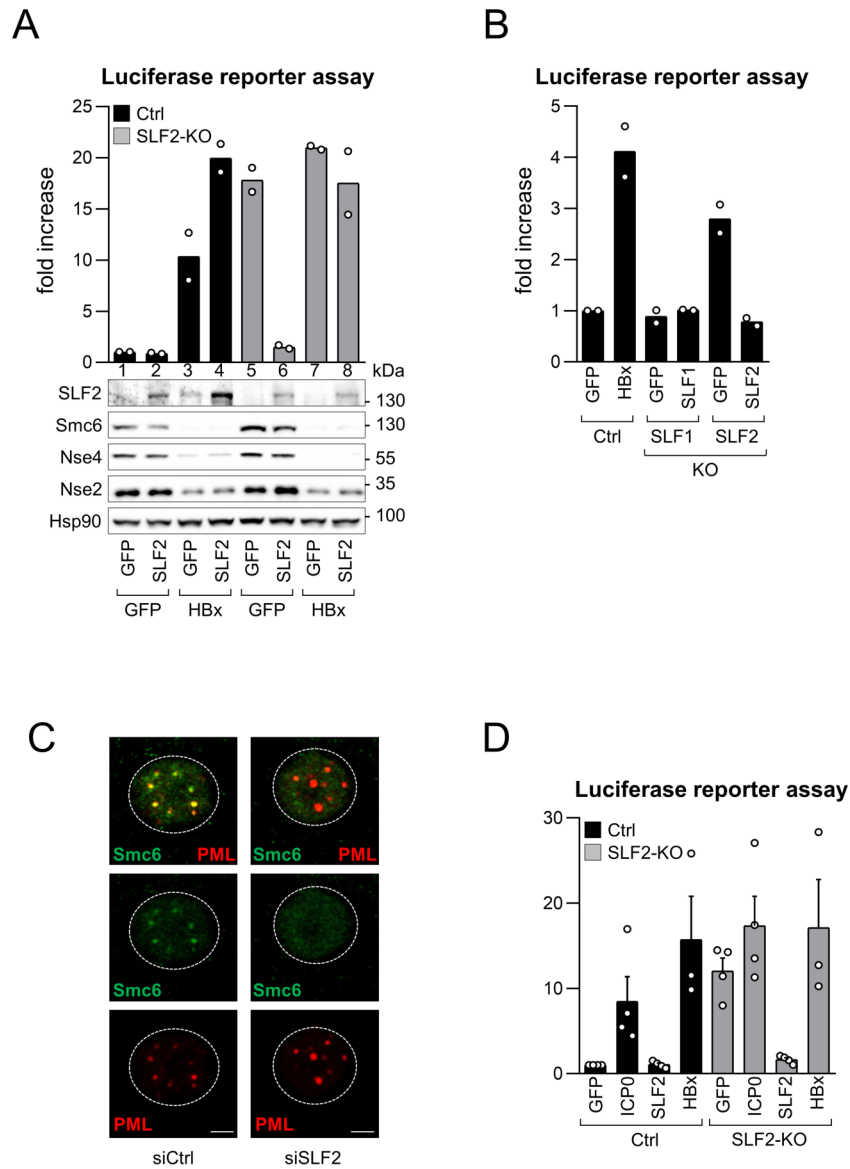 A
Luciferase reporter assay
fold increase
25
20
15
10
5
0
Ctrl
SLF2-KO
1 2 3 4 5 6 7 8 kDa
SLF2 130
Smc6 130
Nse4 55
Nse2 35
Hsp90 100
GFP SLF2 GFP SLF2 GFP SLF2 GFP SLF2
GFP HBx GFP HBx
B
Luciferase reporter assay
fold increase
5
4
3
2
1
0
GFP HBx GFP SLF1 GFP SLF2
Ctrl SLF1 SLF2
KO
C
Smc6 PML Smc6 PML
Smc6 Smc6
PML PML
siCtrl siSLF2
D
Luciferase reporter assay
fold increase
30
20
10
0
Ctrl
SLF2-KO
GFP ICP0 SLF2 HBx GFP ICP0 SLF2 HBx
Ctrl SLF2-KO